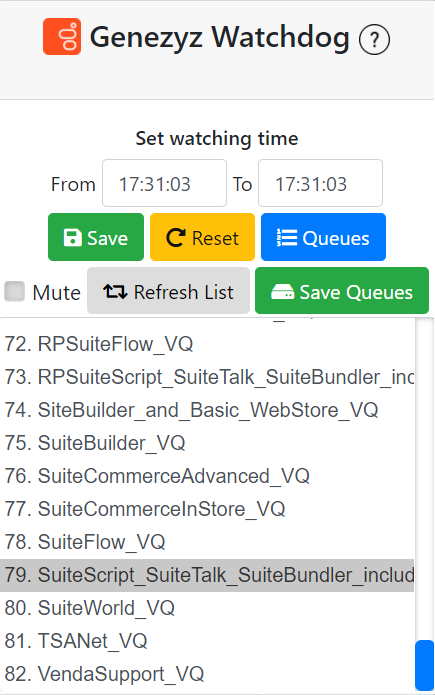 Genezyz Watchdog ?
Set watching time
From 17:31:03 To 17:31:03
Save Reset Queues
Mute Refresh List Save Queues
72. RPSuiteFlow_VQ
73. RPSuiteScript_SuiteTalk_SuiteBundler_inc
74. SiteBuilder_and_Basic_WebStore_VQ
75. SuiteBuilder_VQ
76. SuiteCommerceAdvanced_VQ
77. SuiteCommerceInStore_VQ
78. SuiteFlow_VQ
79. SuiteScript_SuiteTalk_SuiteBundler_includ
80. SuiteWorld_VQ
81. TSANet_VQ
82. VendaSupport_VQ